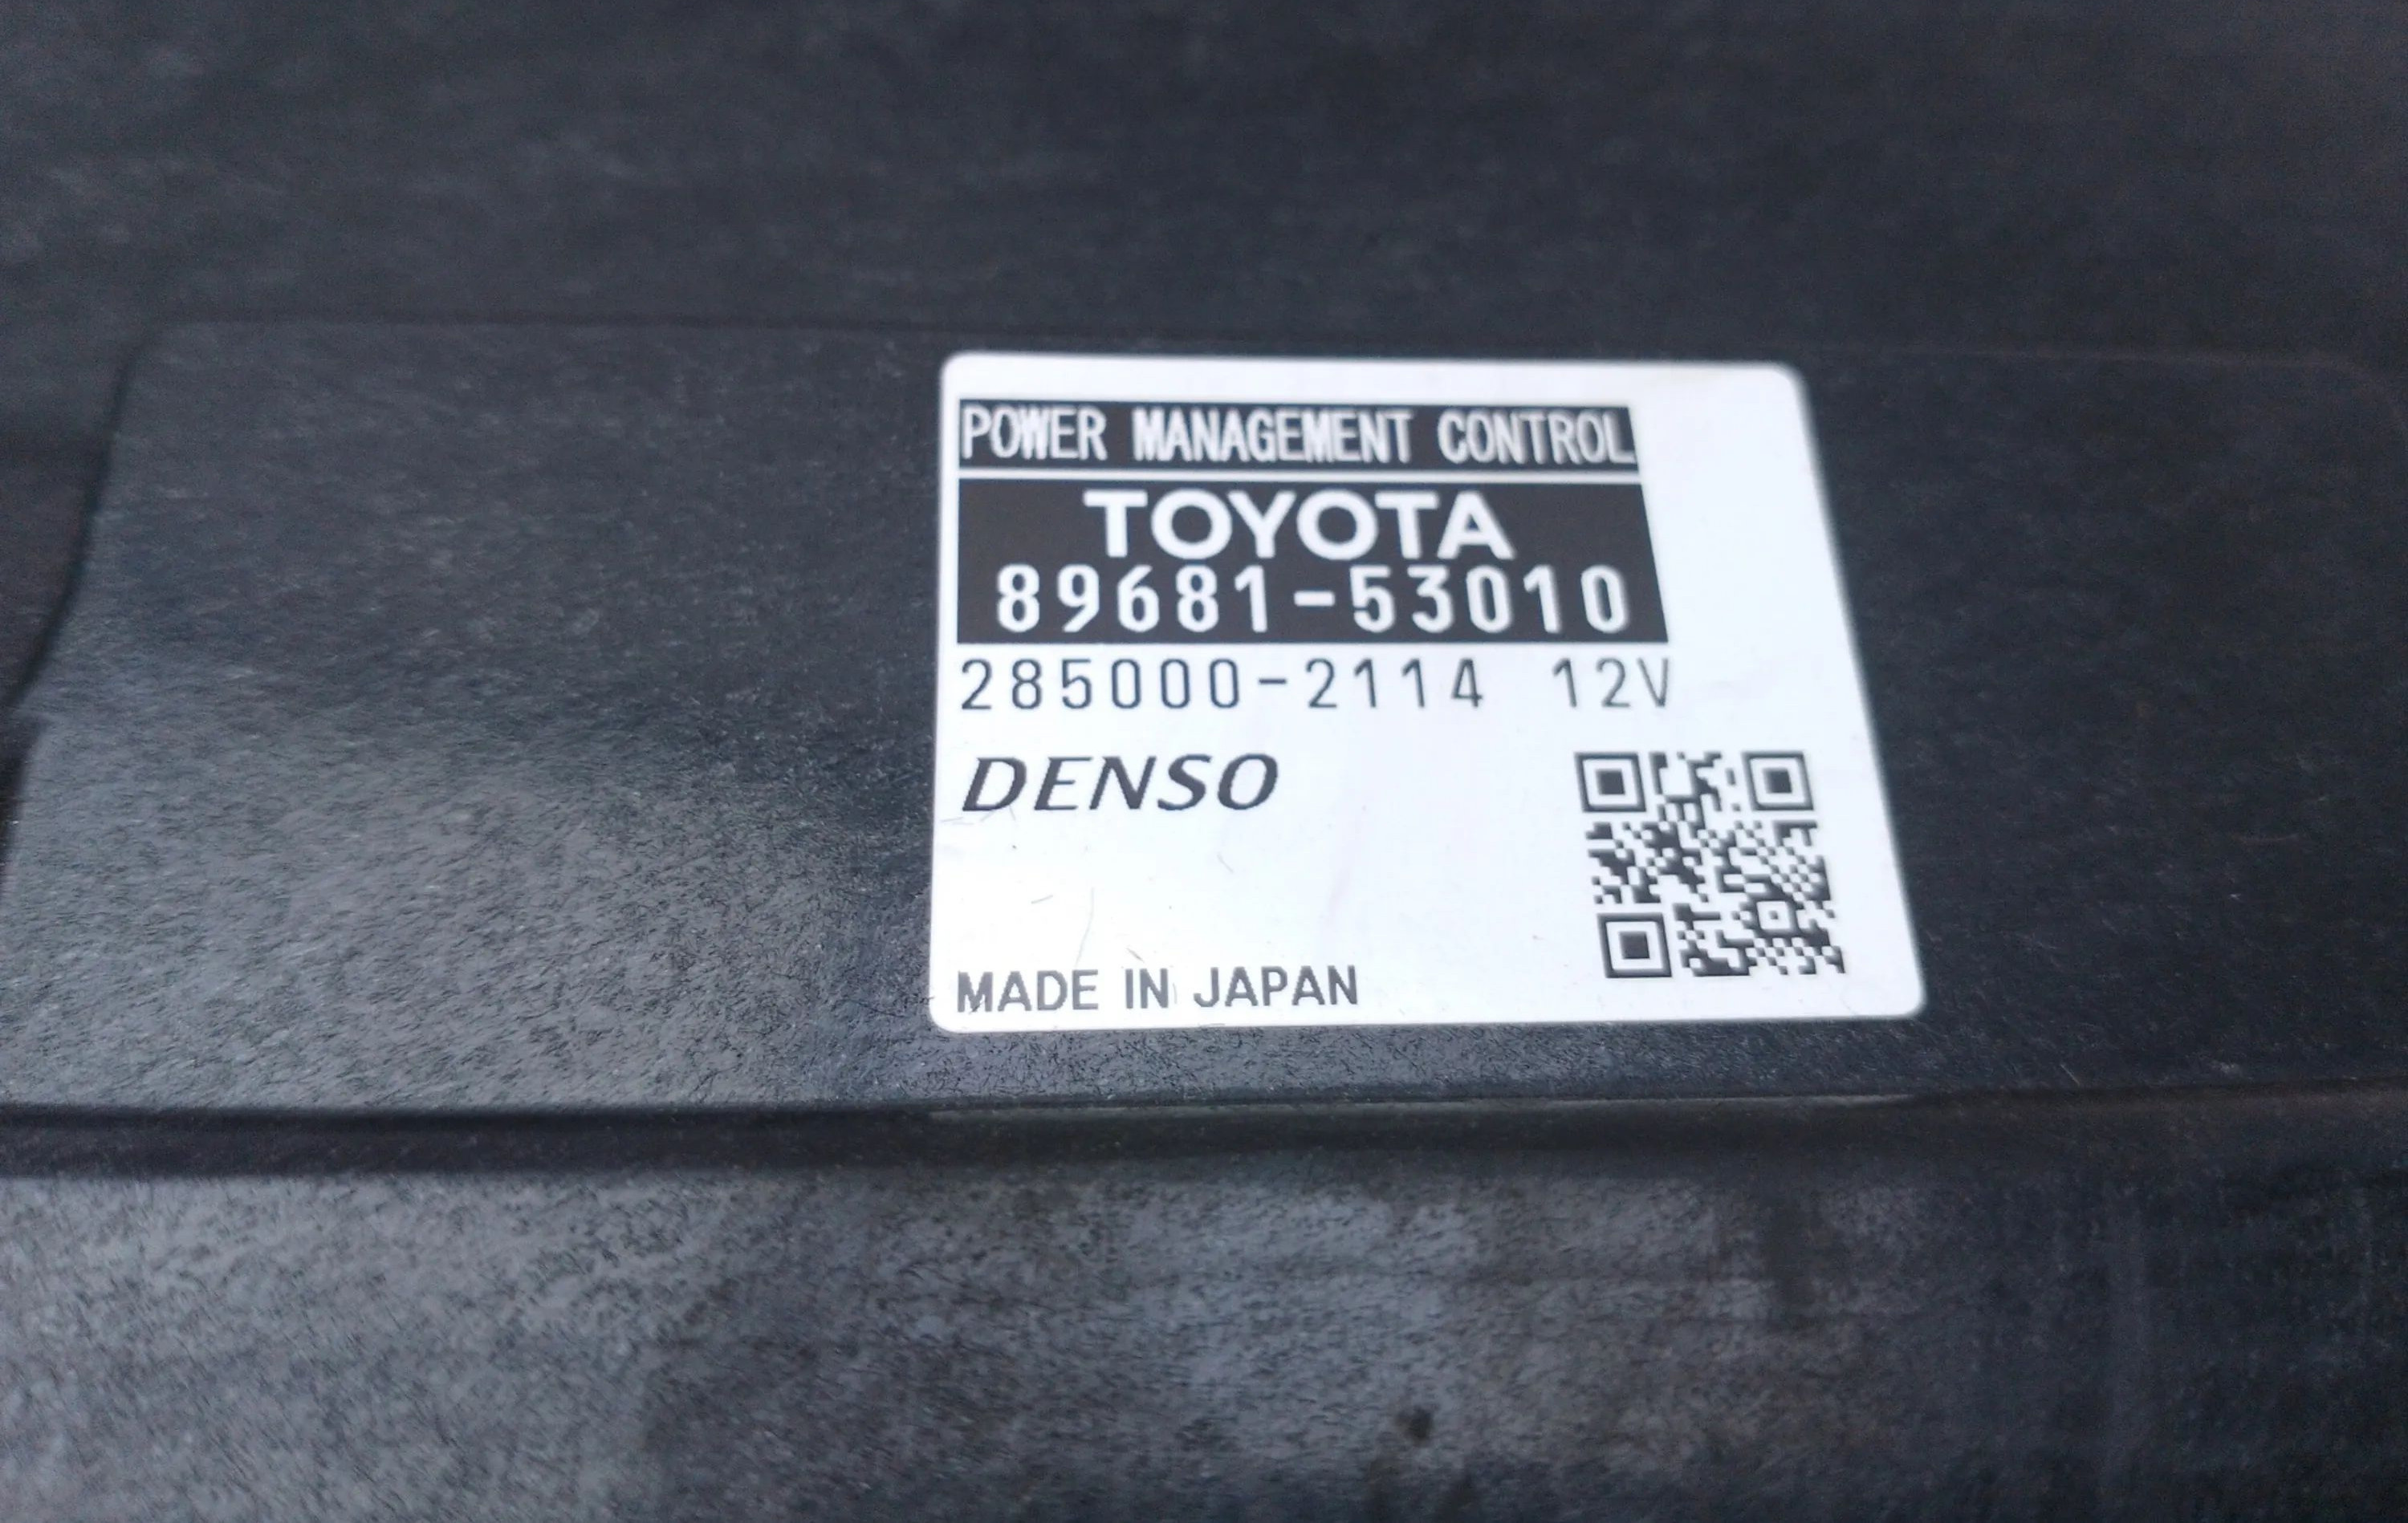 POWER MANAGEMENT CONTROL
TOYOTA
89681-53010
285000-2114 12V
DENSO
MADE IN JAPAN